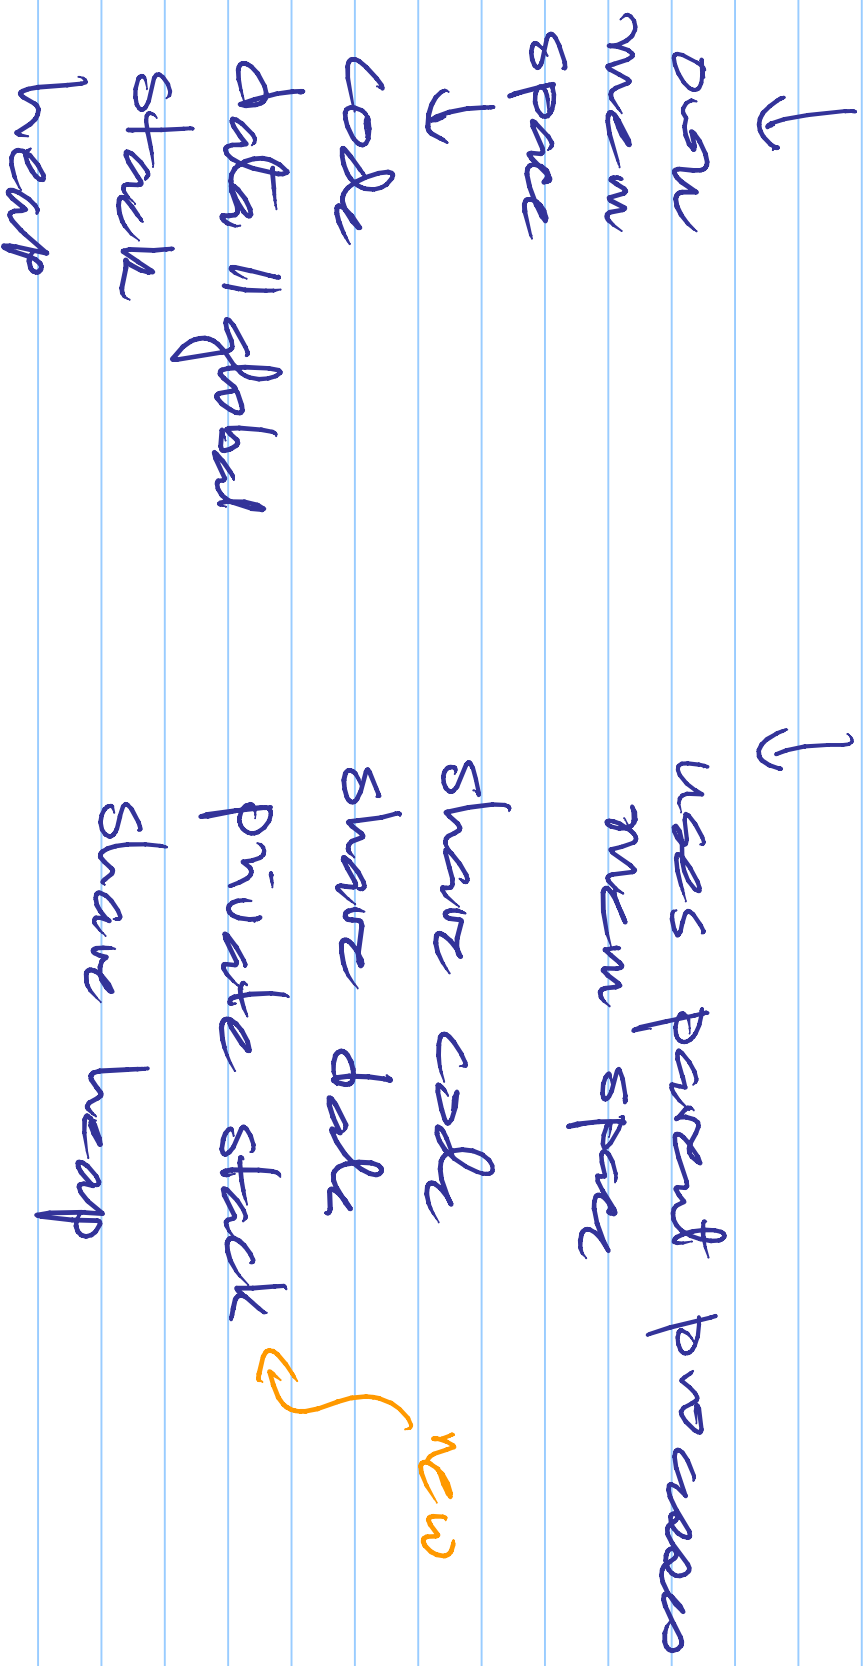 ↓
own
mem
space
↓
code
data || global
stack
heap
↓
uses parent process
mem space
share code
share data
private stack
new
share heap